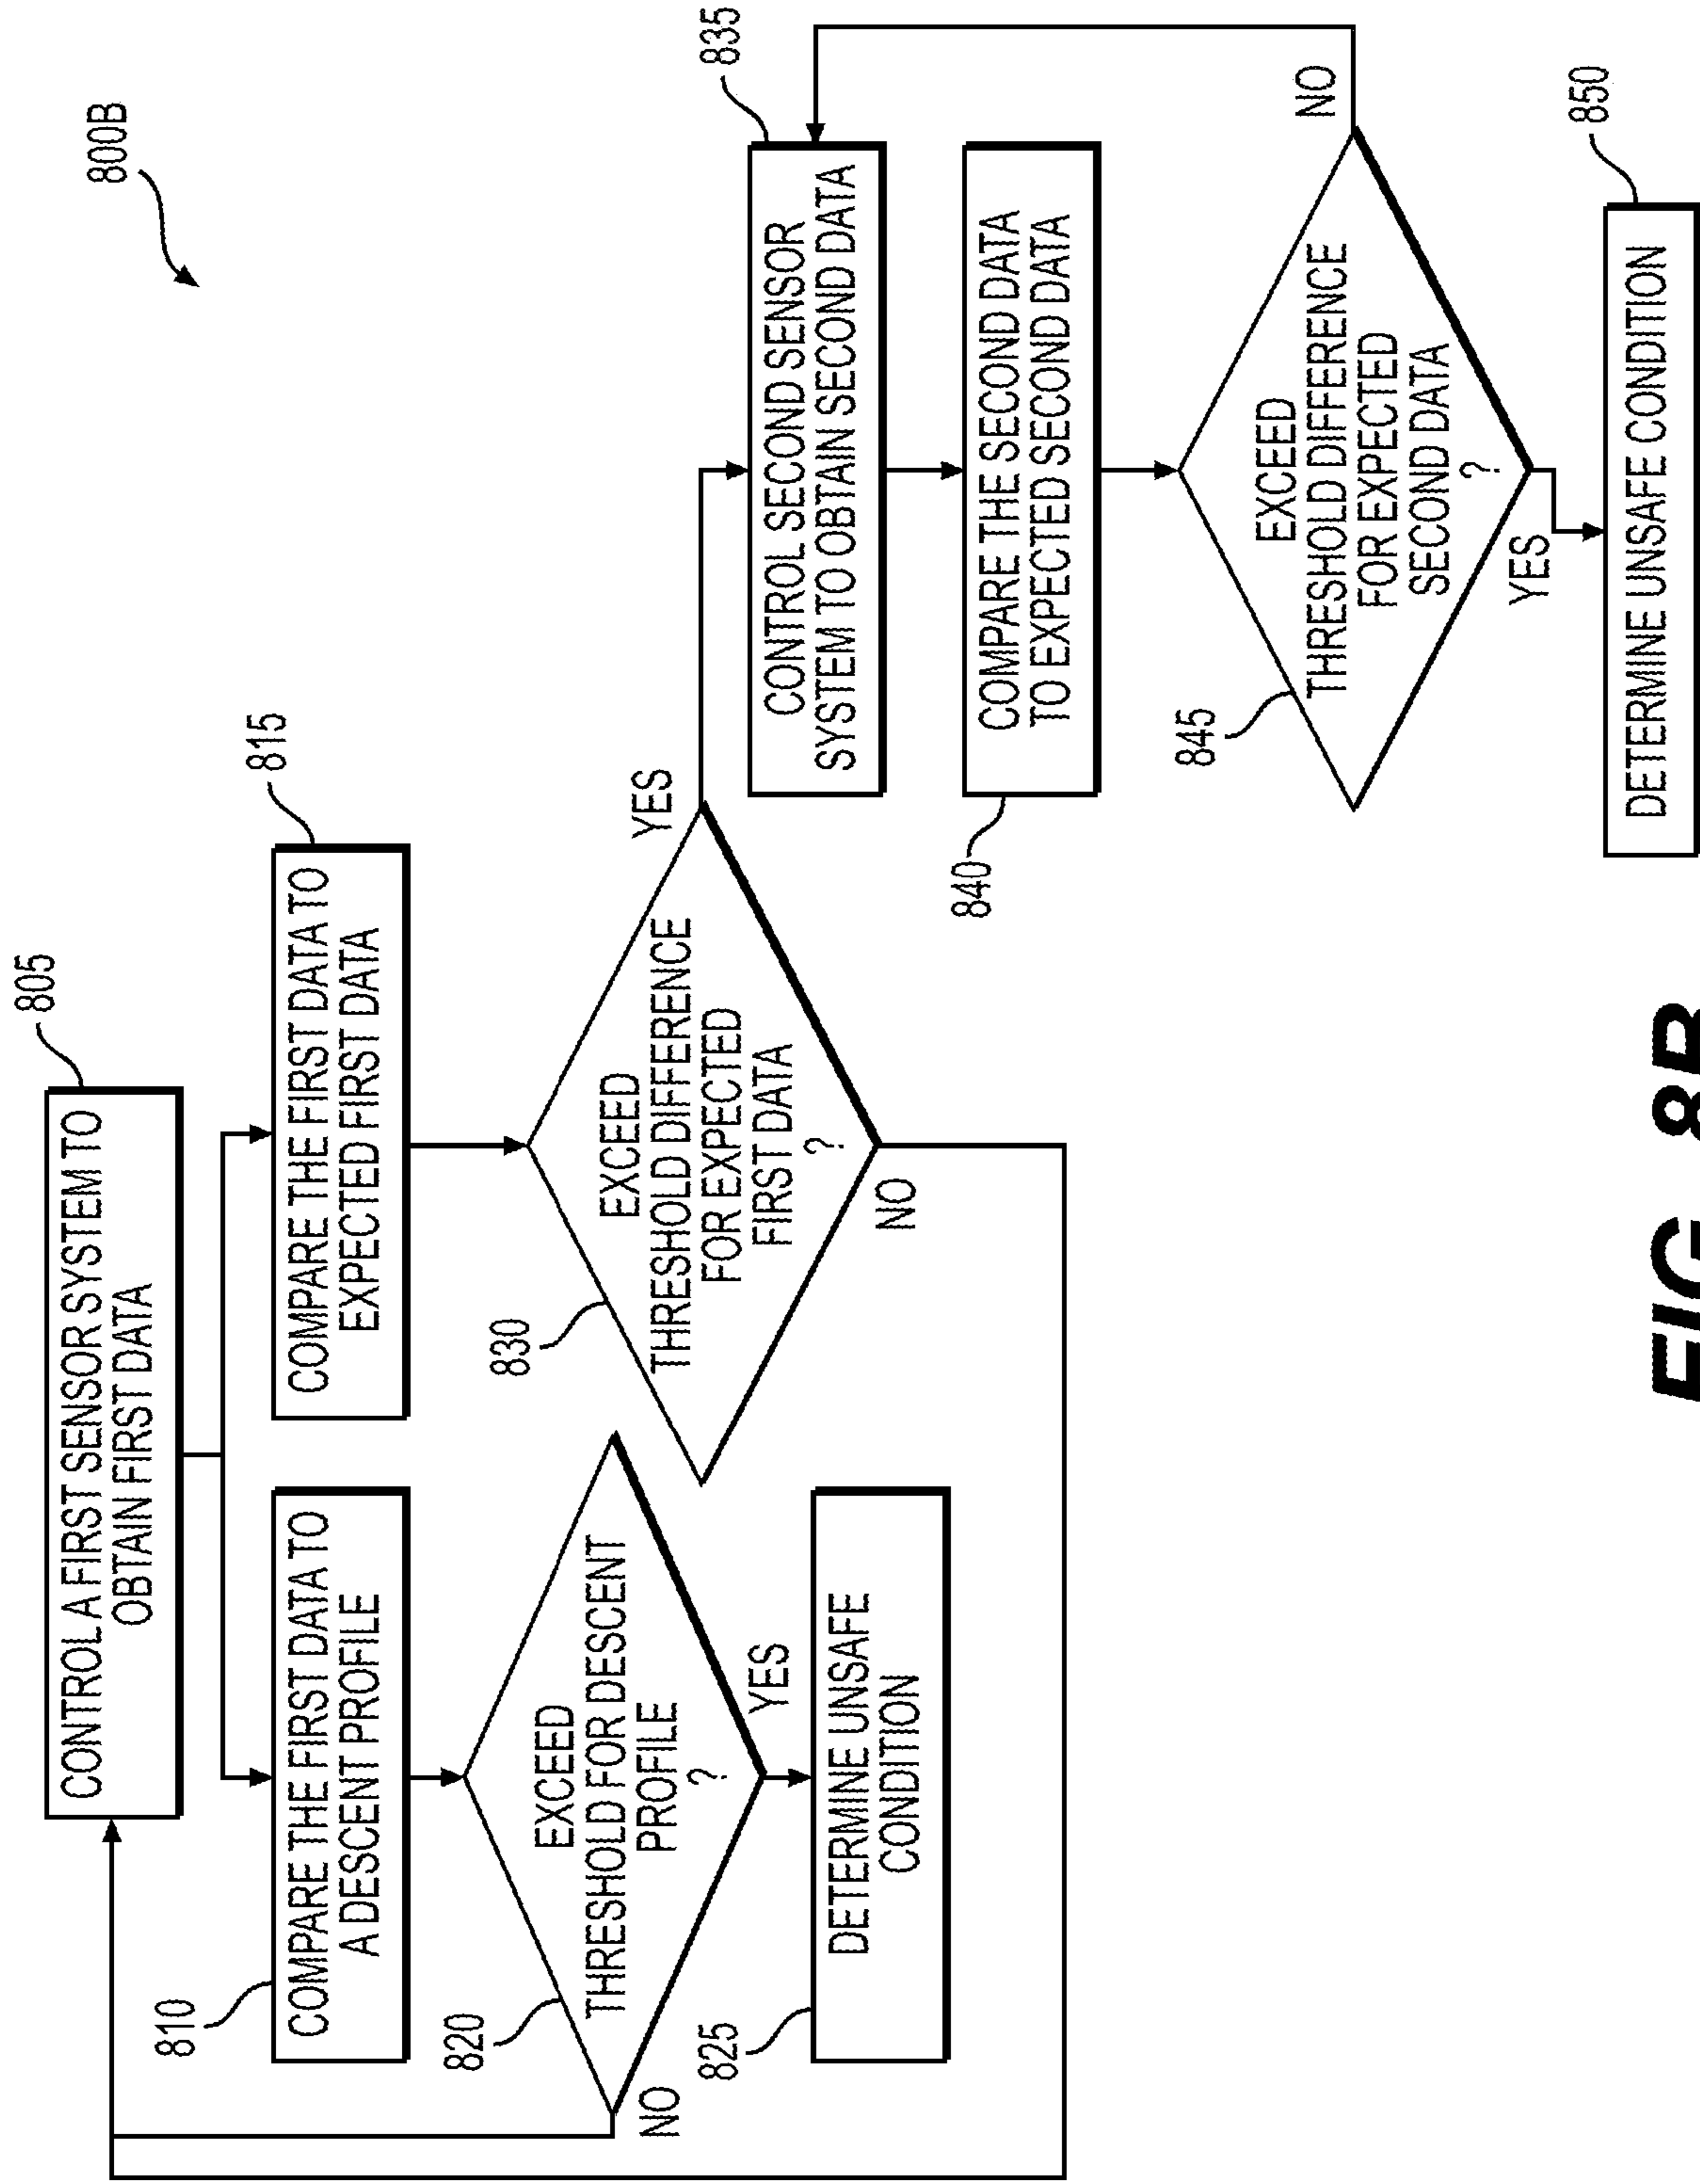 800B
805
CONTROL A FIRST SENSOR SYSTEM TO
OBTAIN FIRST DATA
810
COMPARE THE FIRST DATA TO
A DESCENT PROFILE
815
COMPARE THE FIRST DATA TO
EXPECTED FIRST DATA
820
EXCEED
THRESHOLD FOR DESCENT
PROFILE
?
NO
YES
825
DETERMINE UNSAFE
CONDITION
830
EXCEED
THRESHOLD DIFFERENCE
FOR EXPECTED
FIRST DATA
?
YES
NO
835
CONTROL SECOND SENSOR
SYSTEM TO OBTAIN SECOND DATA
840
COMPARE THE SECOND DATA
TO EXPECTED SECOND DATA
845
EXCEED
THRESHOLD DIFFERENCE
FOR EXPECTED
SECOND DATA
?
NO
YES
850
DETERMINE UNSAFE CONDITION
FIG. 8B